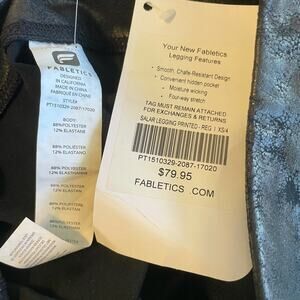 FABLETICS
DESIGNED
IN CALIFORNIA
MADE IN CHINA
FABRIQUÉ EN CHINE
STYLE#
PT1510329-2087-17020
BODY:
88%POLYESTER
12% ELASTANE
88%POLYESTER
12% ELASTANO
88% POLYESTER
12% ELASTHANNE
88%POLYESTER
88%POLYESTER
Your New Fabletics
Legging Features
Smooth, Chafe-Resistant Design
Convenient hidden pocket
Moisture wicking
Four-way stretch
TAG MUST REMAIN ATTACHED
FOR EXCHANGES & RETURNS
SALAR LEGGING PRINTED - REG | XS/4
PT1510329-2087-17020
$79.95
FABLETICS .COM